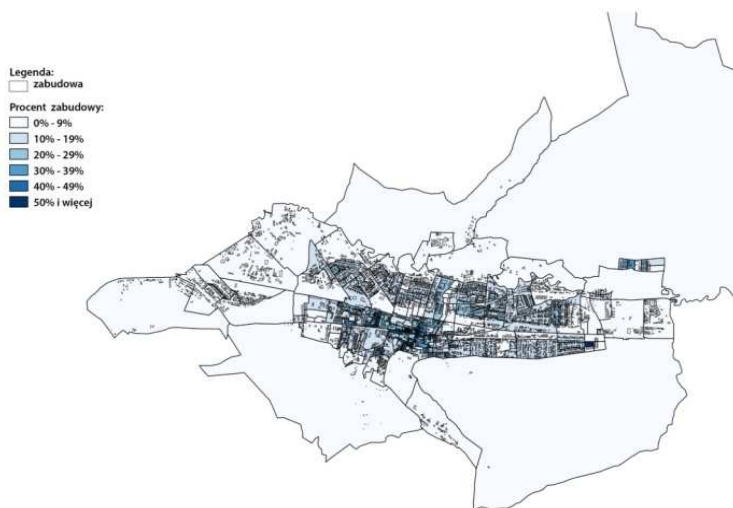 Legenda:
zabudowa
Procent zabudowy:
0% - 9%
10% - 19%
20% - 29%
30% - 39%
40% - 49%
50% i więcej